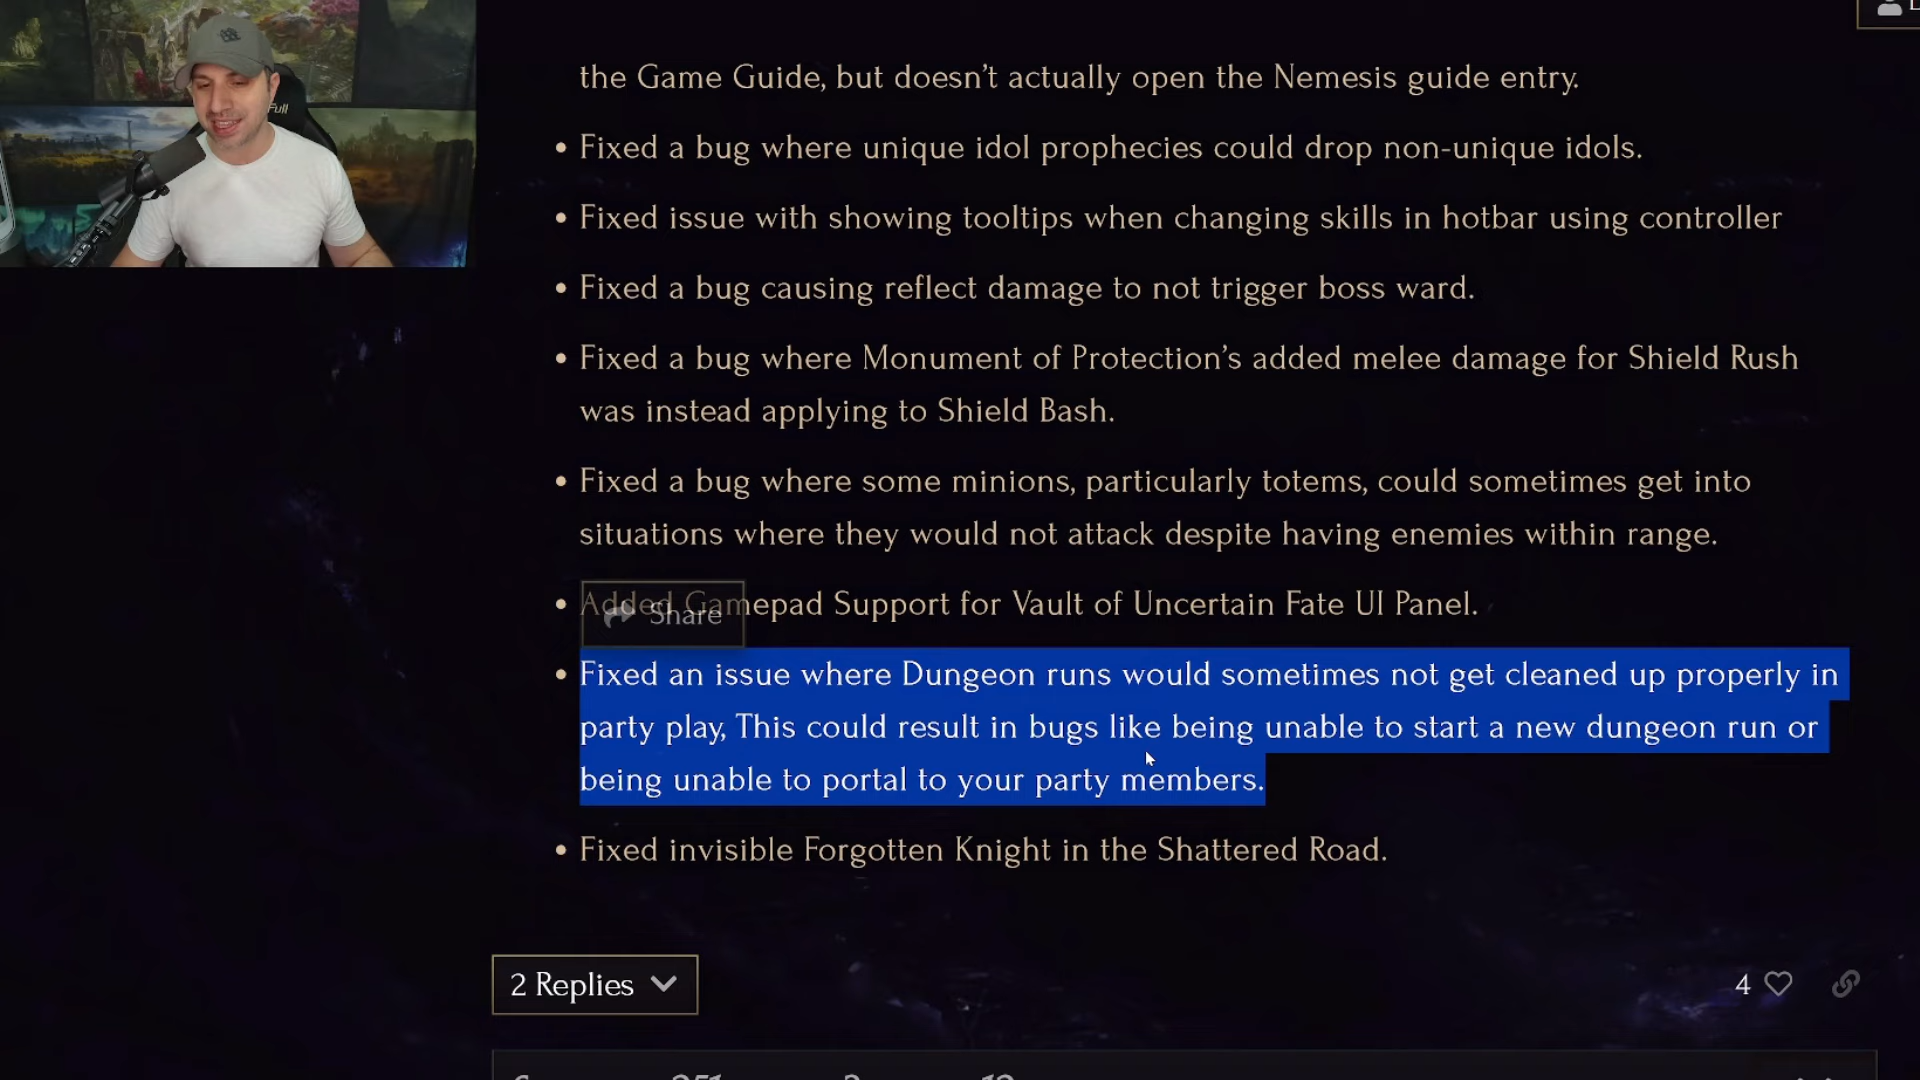 the Game Guide, but doesn't actually open the Nemesis guide entry.
• Fixed a bug where unique idol prophecies could drop non-unique idols.
• Fixed issue with showing tooltips when changing skills in hotbar using controller
• Fixed a bug causing reflect damage to not trigger boss ward.
• Fixed a bug where Monument of Protection's added melee damage for Shield Rush
was instead applying to Shield Bash.
• Fixed a bug where some minions, particularly totems, could sometimes get into
situations where they would not attack despite having enemies within range.
• Added Gamepad Support for Vault of Uncertain Fate UI Panel.
Share
• Fixed an issue where Dungeon runs would sometimes not get cleaned up properly in
party play, This could result in bugs like being unable to start a new dungeon run or
being unable to portal to your party members.
• Fixed invisible Forgotten Knight in the Shattered Road.
2 Replies
4